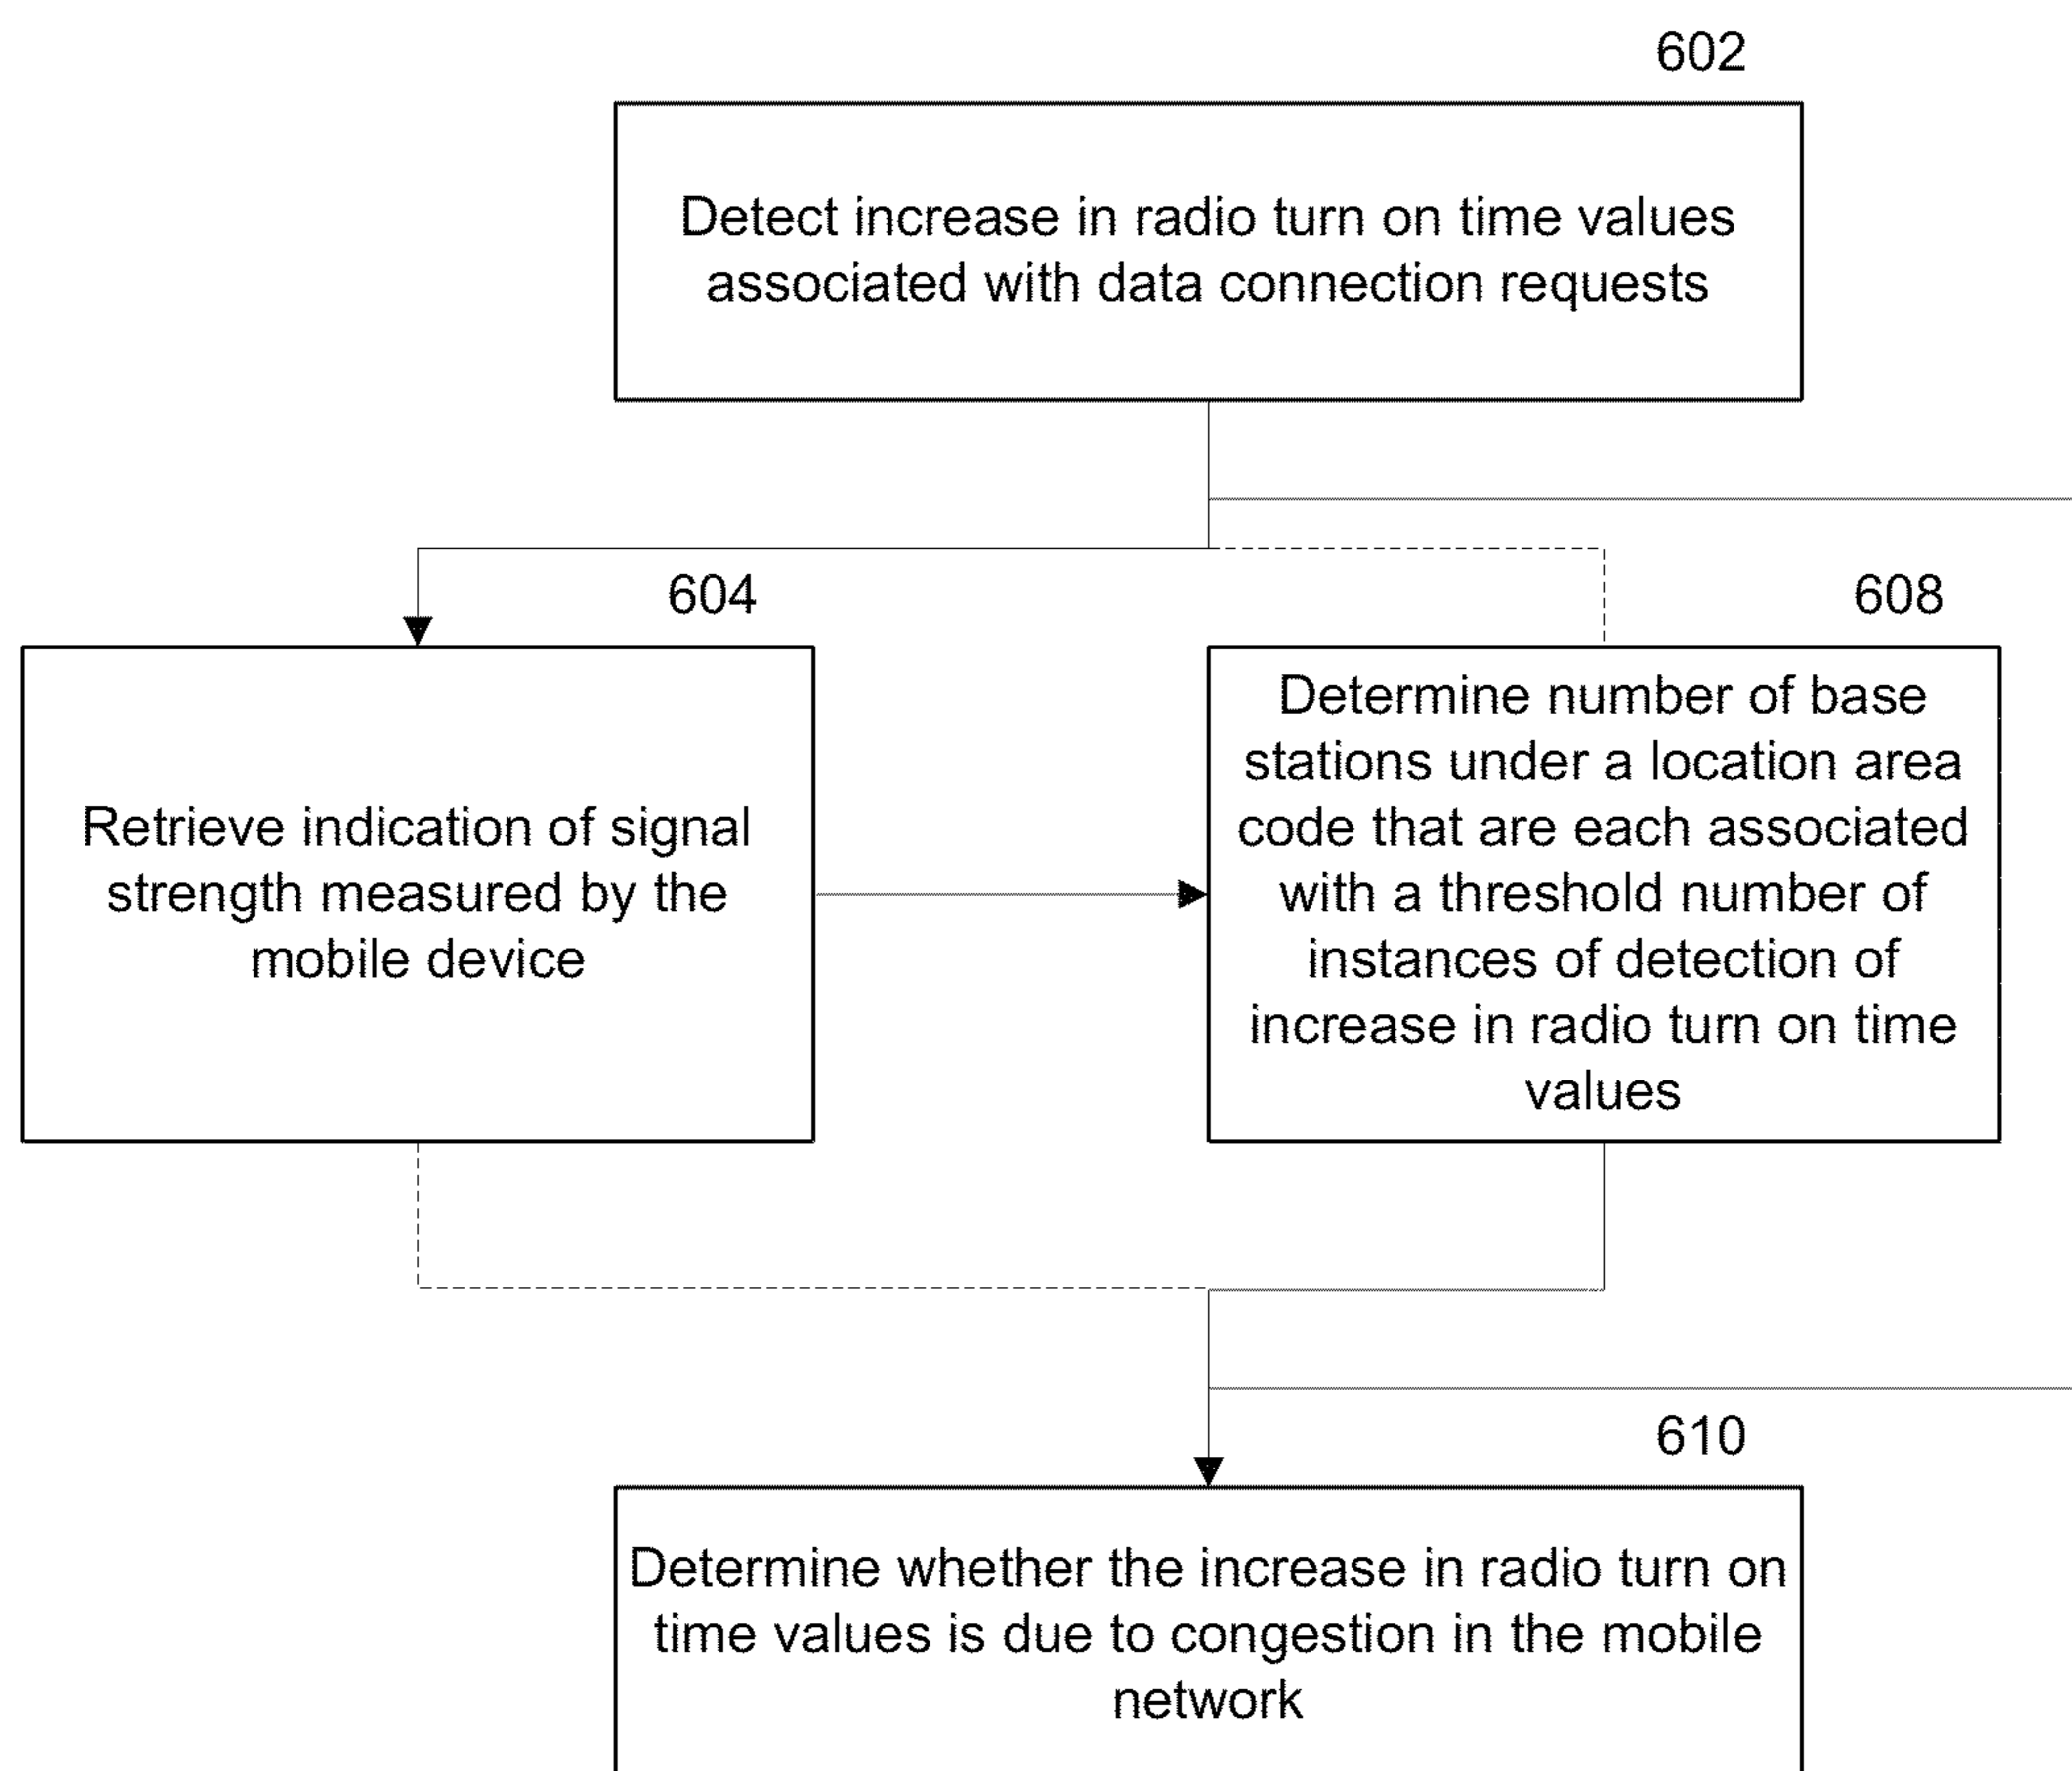 602
Detect increase in radio turn on time values
associated with data connection requests
604
Retrieve indication of signal
strength measured by the
mobile device
608
Determine number of base
stations under a location area
code that are each associated
with a threshold number of
instances of detection of
increase in radio turn on time
values
610
Determine whether the increase in radio turn on
time values is due to congestion in the mobile
network